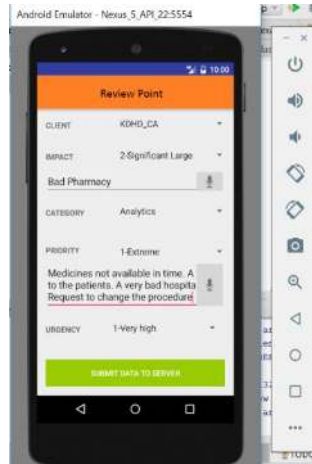 Android Emulator - Nexus_5_API_22:5554
10:00
Review Point
CLIENT KDHD_CA
IMPACT 2-Significant Large
Bad Pharmacy
CATEGORY Analytics
PRIORITY 1-Extreme
Medicines not available in time. A
to the patients. A very bad hospita
Request to change the procedure
URGENCY 1-Very high
SUBMIT DATA TO SERVER
TODO